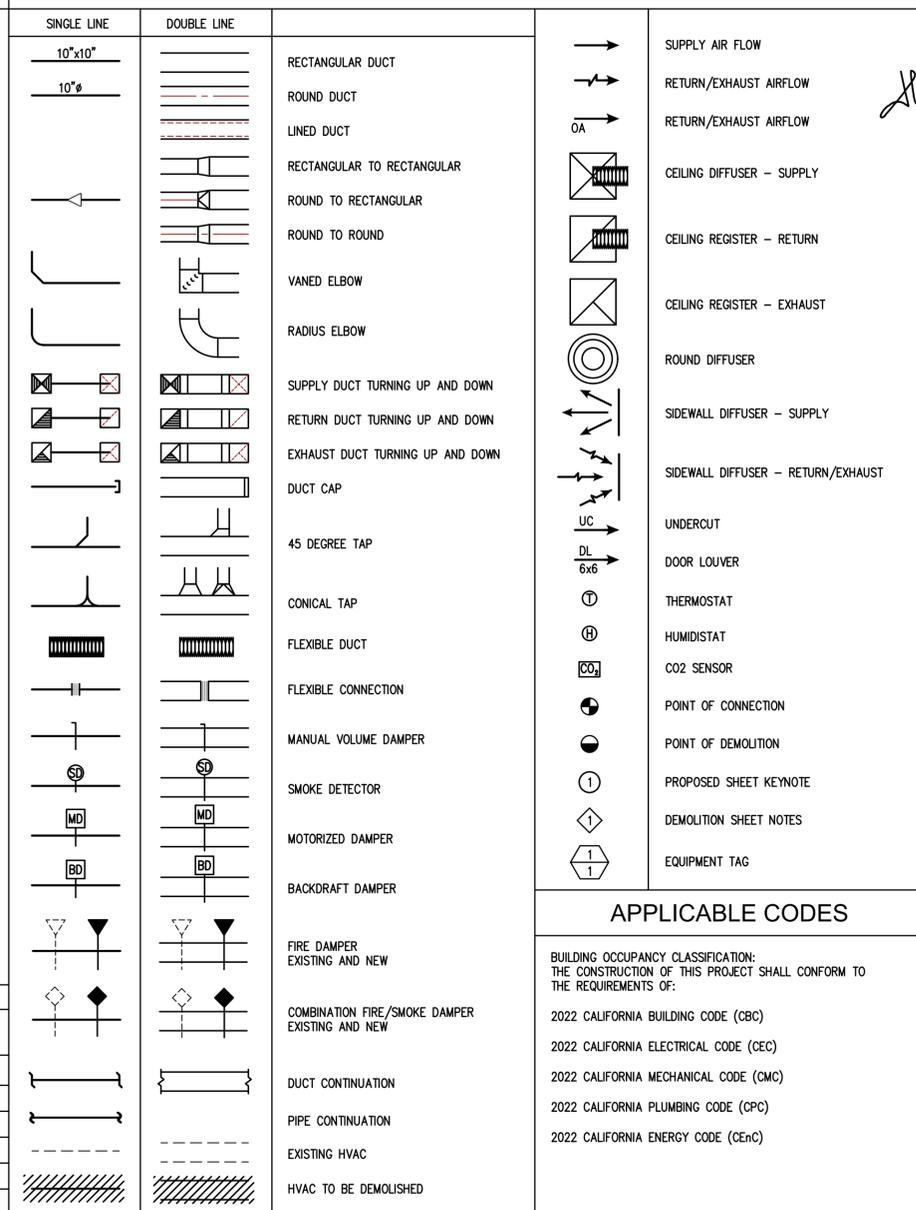 SINGLE LINE
DOUBLE LINE
10"x10"
RECTANGULAR DUCT
10"ø
ROUND DUCT
LINED DUCT
RECTANGULAR TO RECTANGULAR
ROUND TO RECTANGULAR
ROUND TO ROUND
VANED ELBOW
RADIUS ELBOW
SUPPLY DUCT TURNING UP AND DOWN
RETURN DUCT TURNING UP AND DOWN
EXHAUST DUCT TURNING UP AND DOWN
DUCT CAP
45 DEGREE TAP
CONICAL TAP
FLEXIBLE DUCT
FLEXIBLE CONNECTION
MANUAL VOLUME DAMPER
SD
SD
SMOKE DETECTOR
MD
MD
MOTORIZED DAMPER
BD
BD
BACKDRAFT DAMPER
FIRE DAMPER
EXISTING AND NEW
COMBINATION FIRE/SMOKE DAMPER
EXISTING AND NEW
DUCT CONTINUATION
PIPE CONTINUATION
EXISTING HVAC
HVAC TO BE DEMOLISHED
SUPPLY AIR FLOW
RETURN/EXHAUST AIRFLOW
OA
RETURN/EXHAUST AIRFLOW
CEILING DIFFUSER – SUPPLY
CEILING REGISTER – RETURN
CEILING REGISTER – EXHAUST
ROUND DIFFUSER
SIDEWALL DIFFUSER – SUPPLY
SIDEWALL DIFFUSER – RETURN/EXHAUST
UC
UNDERCUT
DL
6x6
DOOR LOUVER
T
THERMOSTAT
H
HUMIDISTAT
CO₂
CO2 SENSOR
POINT OF CONNECTION
POINT OF DEMOLITION
1
PROPOSED SHEET KEYNOTE
1
DEMOLITION SHEET NOTES
1
1
EQUIPMENT TAG
APPLICABLE CODES
BUILDING OCCUPANCY CLASSIFICATION:
THE CONSTRUCTION OF THIS PROJECT SHALL CONFORM TO
THE REQUIREMENTS OF:
2022 CALIFORNIA BUILDING CODE (CBC)
2022 CALIFORNIA ELECTRICAL CODE (CEC)
2022 CALIFORNIA MECHANICAL CODE (CMC)
2022 CALIFORNIA PLUMBING CODE (CPC)
2022 CALIFORNIA ENERGY CODE (CEnC)